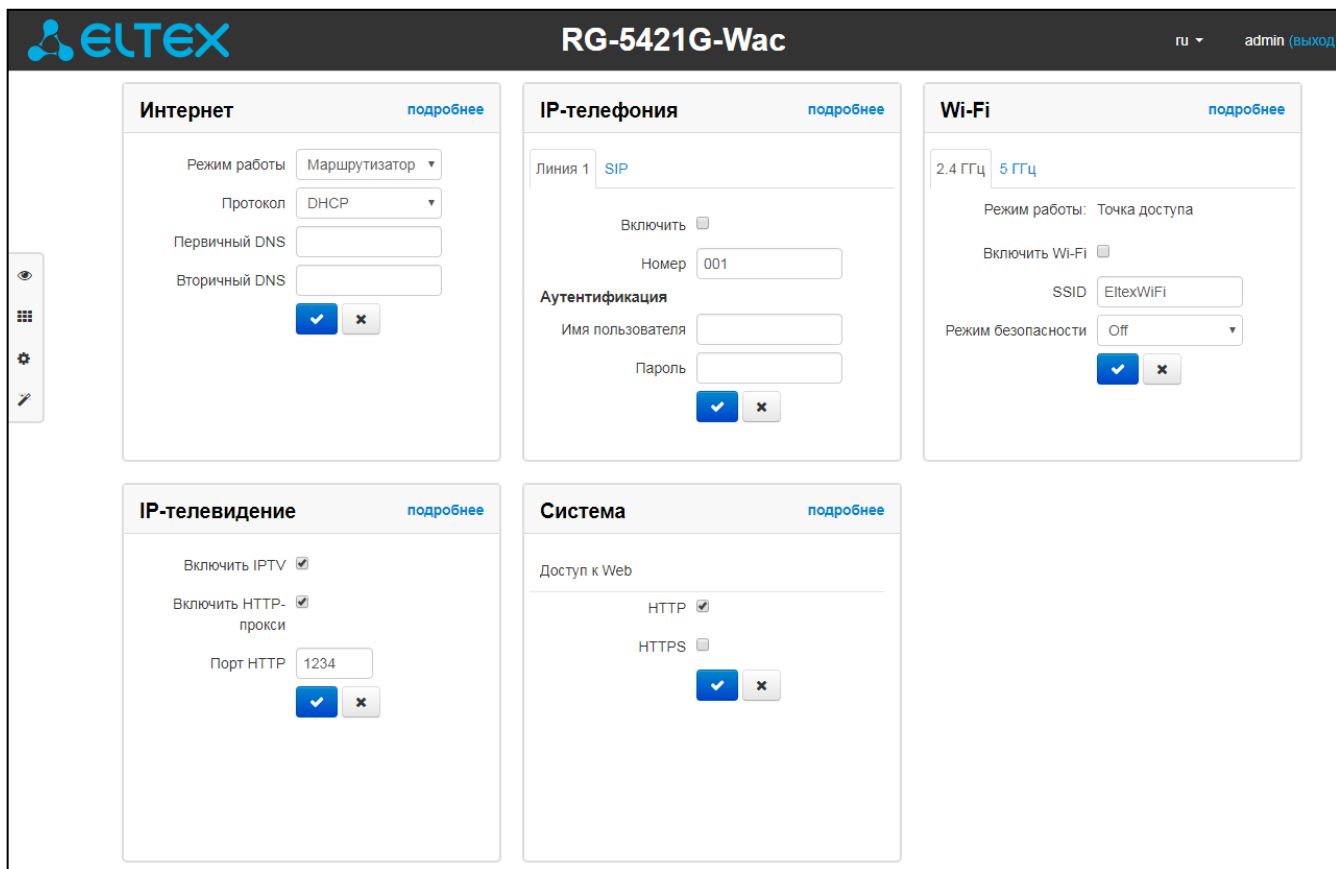 ELTEX
RG-5421G-Wac
ru
admin (выход
Интернет
подробнее
Режим работы
Маршрутизатор
Протокол
DHCP
Первичный DNS
Вторичный DNS
IP-телефония
подробнее
Линия 1
SIP
Включить
Номер
001
Аутентификация
Имя пользователя
Пароль
Wi-Fi
подробнее
2.4 ГГц
5 ГГц
Режим работы: Точка доступа
Включить Wi-Fi
SSID
EltexWiFi
Режим безопасности
Off
IP-телевидение
подробнее
Включить IPTV
Включить HTTP-
прокси
Порт HTTP
1234
Система
подробнее
Доступ к Web
HTTP
HTTPS